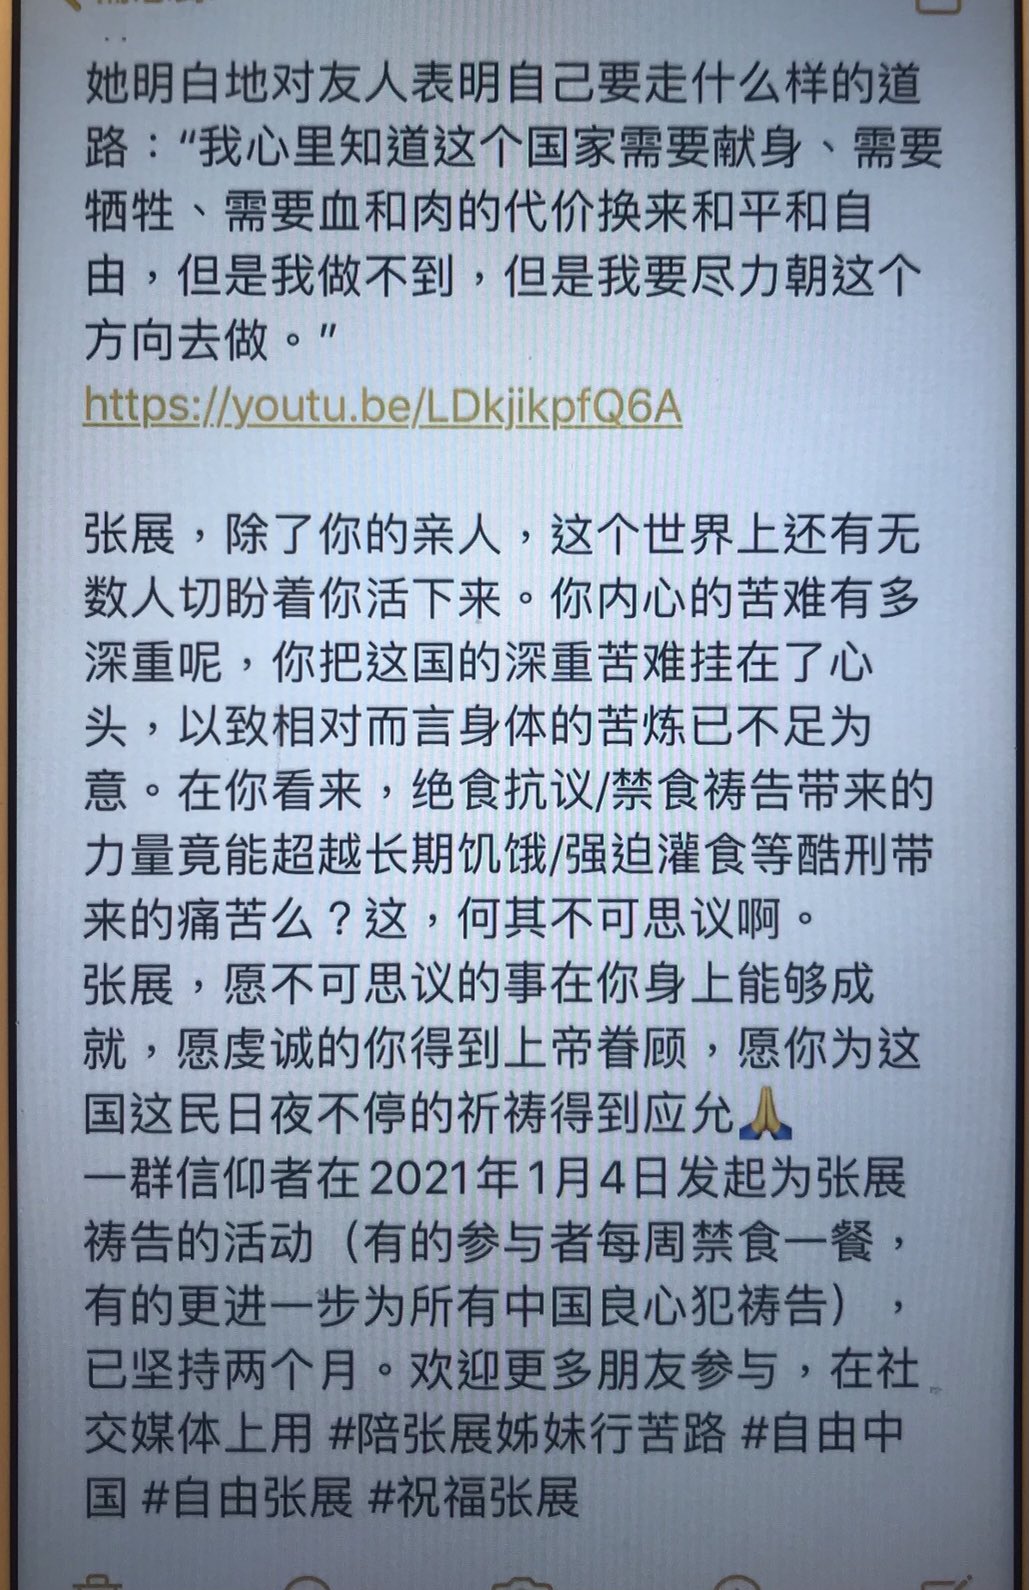 她明白地对友人表明自己要走什么样的道
路：“我心里知道这个国家需要献身、需要
牺牲、需要血和肉的代价换来和平和自
由，但是我做不到，但是我要尽力朝这个
方向去做。”
https://youtu.be/LDkjikpfQ6A
张展，除了你的亲人，这个世界上还有无
数人切盼着你活下来。你内心的苦难有多
深重呢，你把这国的深重苦难挂在了心
头，以致相对而言身体的苦炼已不足为
意。在你看来，绝食抗议/禁食祷告带来的
力量竟能超越长期饥饿/强迫灌食等酷刑带
来的痛苦么？这，何其不可思议啊。
张展，愿不可思议的事在你身上能够成
就，愿虔诚的你得到上帝眷顾，愿你为这
国这民日夜不停的祈祷得到应允🙏
一群信仰者在2021年1月4日发起为张展
祷告的活动（有的参与者每周禁食一餐，
有的更进一步为所有中国良心犯祷告），
已坚持两个月。欢迎更多朋友参与，在社
交媒体上用 #陪张展姊妹行苦路 #自由中
国 #自由张展 #祝福张展